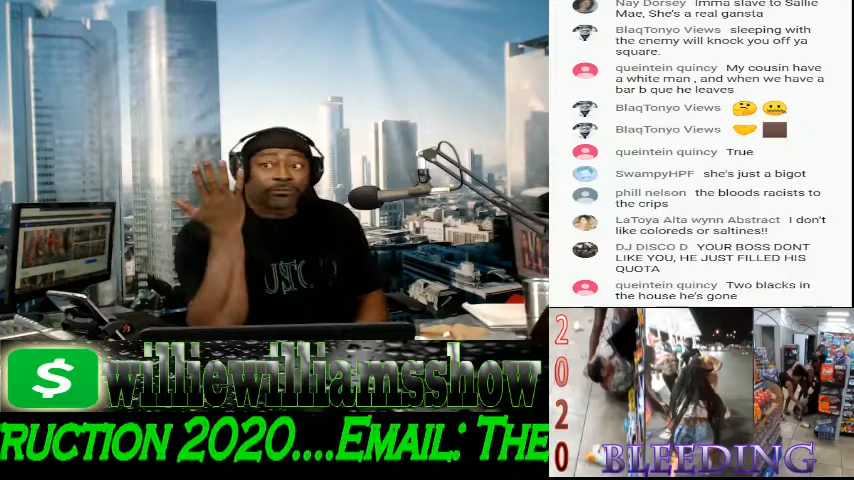 Nay Dorsey Imma slave to Sallie
Mae, She's a real gansta
BlaqTonyo Views sleeping with
the enemy will knock you off ya
square.
queintein quincy My cousin have
a white man , and when we have a
bar b que he leaves
BlaqTonyo Views 🤔 🤐
BlaqTonyo Views 🤝 🏿
queintein quincy True
SwampyHPF she's just a bigot
phill nelson the bloods racists to
the crips
LaToya Alta wynn Abstract I don't
like coloreds or saltines!!
DJ DISCO D YOUR BOSS DONT
LIKE YOU, HE JUST FILLED HIS
QUOTA
queintein quincy Two blacks in
the house he's gone
$ williewilliamsshow
RUCTION 2020....EMAIL: THE
2020
BLEEDING